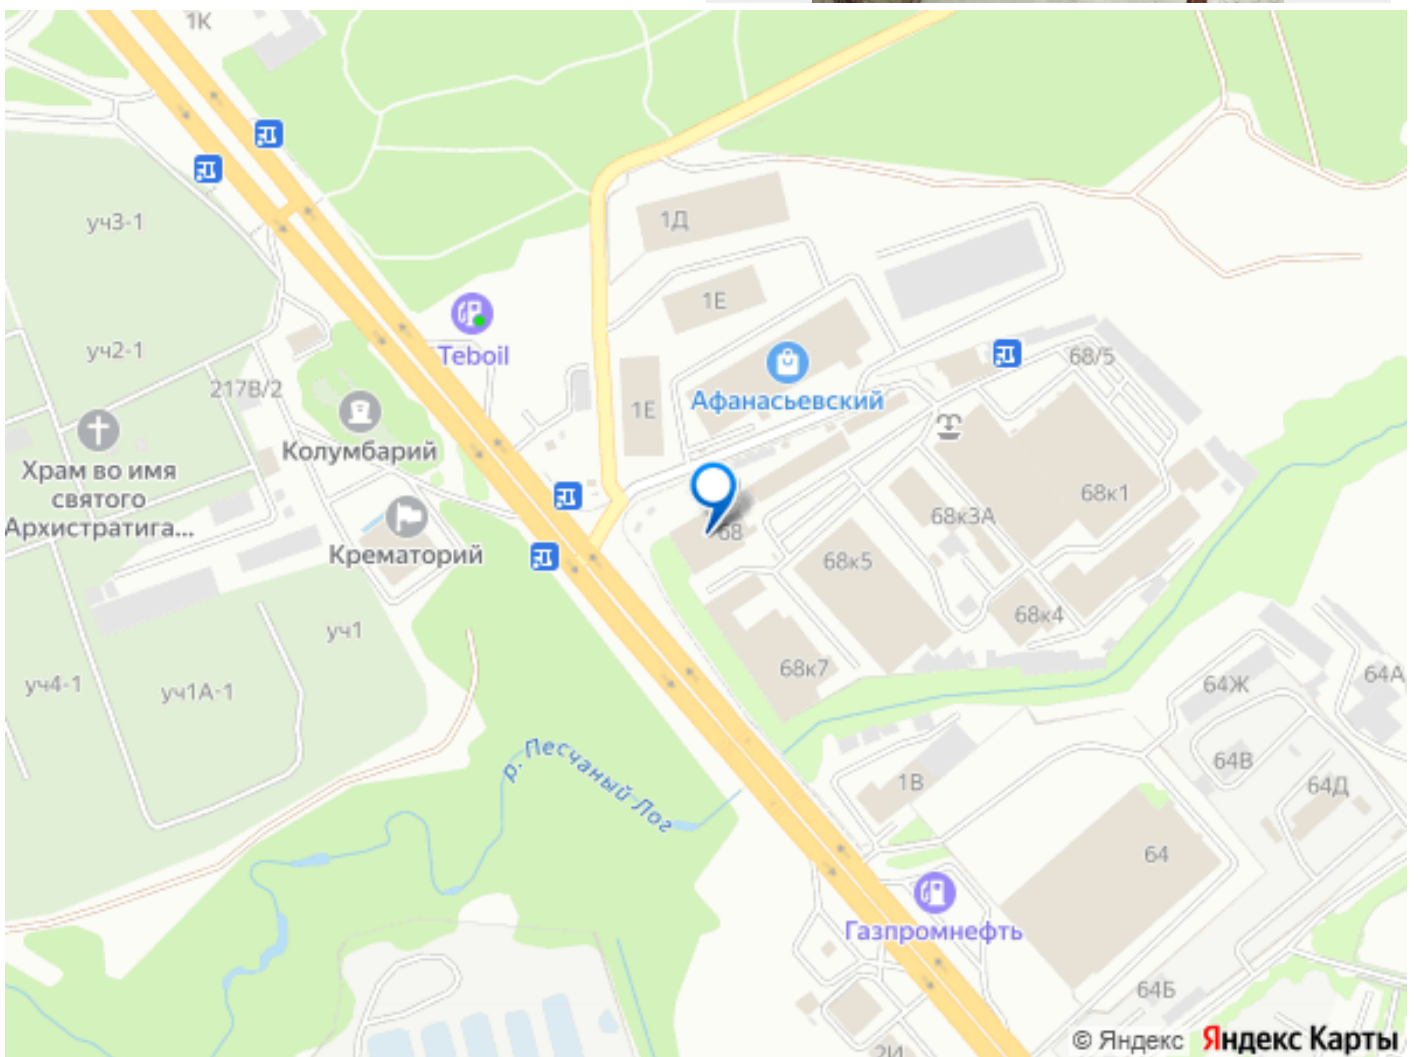 1К
уч3-1
1Д
1Е
уч2-1
Teboil
68/5
217В/2
1Е
Афанасьевский
Колумбарий
Храм во имя
святого
Архистратига...
68к1
68к3А
68
Крематорий
68к5
68к4
уч1
68к7
64А
уч4-1
уч1А-1
64Ж
р. Песчаный Лог
64В
1В
64Д
64
Газпромнефть
64Б
2И
© Яндекс Яндекс Карты